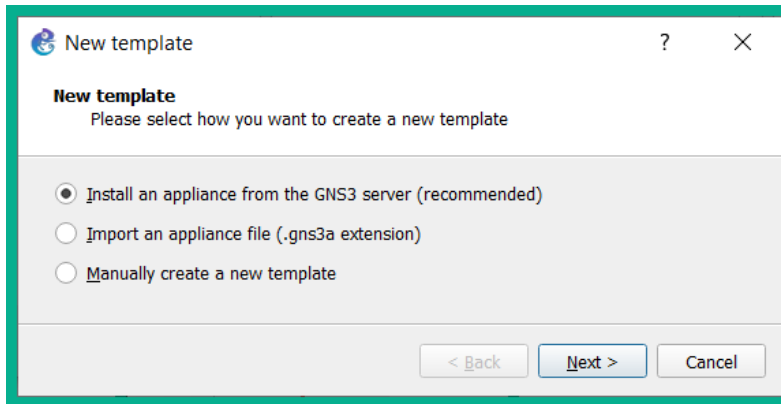 New template
?
New template
Please select how you want to create a new template
Install an appliance from the GNS3 server (recommended)
Import an appliance file (.gns3a extension)
Manually create a new template
< Back Next > Cancel